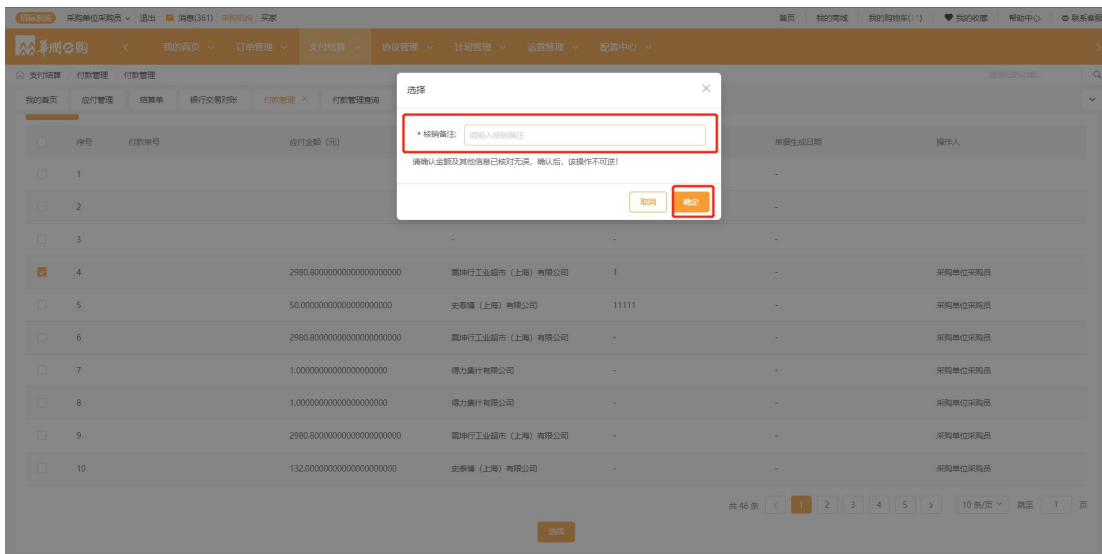 招标系统 采购单位采购员 退出 消息(361) 采购机构 买家 首页 我的商城 我的购物车(11) 我的收藏 帮助中心 联系客服
华润e购 我的首页 订单管理 支付结算 协议管理 计划管理 运营管理 配置中心
支付结算 / 付款管理 / 付款管理
我的首页 应付管理 结算单 银行交易对账 付款管理 × 付款管理查询
选择
* 核销备注: 请输入核销备注
请确认金额及其他信息已核对无误，确认后，该操作不可逆！
取消 确定
序号 付款单号 应付金额（元） 单据生成日期 操作人
1 -
2 -
3 - - -
4 2980.80000000000000000000 震坤行工业超市（上海）有限公司 1 - 采购单位采购员
5 50.00000000000000000000 史泰博（上海）有限公司 11111 - 采购单位采购员
6 2980.80000000000000000000 震坤行工业超市（上海）有限公司 - - 采购单位采购员
7 1.00000000000000000000 得力集什有限公司 - - 采购单位采购员
8 1.00000000000000000000 得力集什有限公司 - - 采购单位采购员
9 2980.80000000000000000000 震坤行工业超市（上海）有限公司 - - 采购单位采购员
10 132.00000000000000000000 史泰博（上海）有限公司 - - 采购单位采购员
共 46 条 < 1 2 3 4 5 > 10 条/页 跳至 1 页
选择